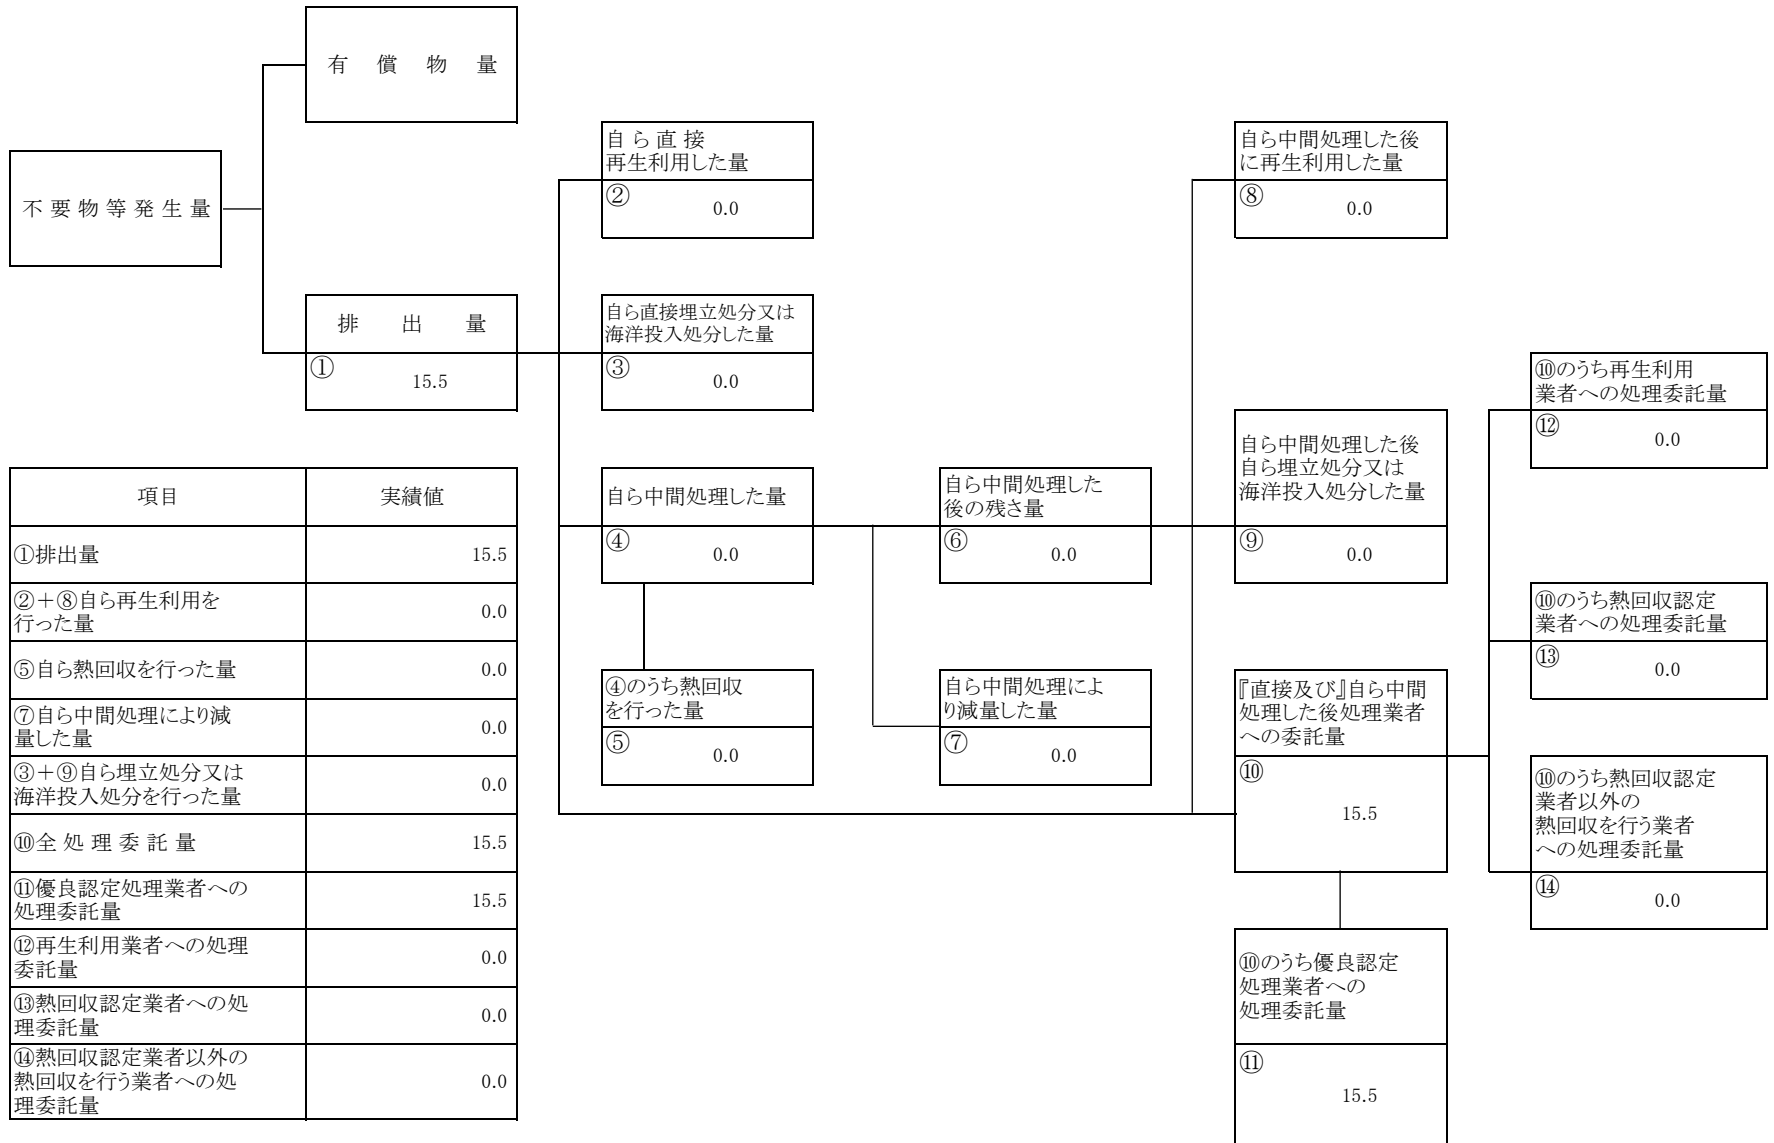 有 償 物 量
不 要 物 等 発 生 量
排 出 量
①
15.5
自 ら 直 接
再生利用した量
②
0.0
自ら直接埋立処分又は
海洋投入処分した量
③
0.0
自ら中間処理した量
④
0.0
④のうち熱回収
を行った量
⑤
0.0
自ら中間処理した
後の残さ量
⑥
0.0
自ら中間処理によ
り減量した量
⑦
0.0
自ら中間処理した後
に再生利用した量
⑧
0.0
自ら中間処理した後
自ら埋立処分又は
海洋投入処分した量
⑨
0.0
『直接及び』自ら中間
処理した後処理業者
への委託量
⑩
15.5
⑩のうち優良認定
処理業者への
処理委託量
⑪
15.5
⑩のうち再生利用
業者への処理委託量
⑫
0.0
⑩のうち熱回収認定
業者への処理委託量
⑬
0.0
⑩のうち熱回収認定
業者以外の
熱回収を行う業者
への処理委託量
⑭
0.0
項目 実績値
①排出量 15.5
②＋⑧自ら再生利用を
行った量 0.0
⑤自ら熱回収を行った量 0.0
⑦自ら中間処理により減
量した量 0.0
③＋⑨自ら埋立処分又は
海洋投入処分を行った量 0.0
⑩全 処 理 委 託 量 15.5
⑪優良認定処理業者への
処理委託量 15.5
⑫再生利用業者への処理
委託量 0.0
⑬熱回収認定業者への処
理委託量 0.0
⑭熱回収認定業者以外の
熱回収を行う業者への処
理委託量 0.0